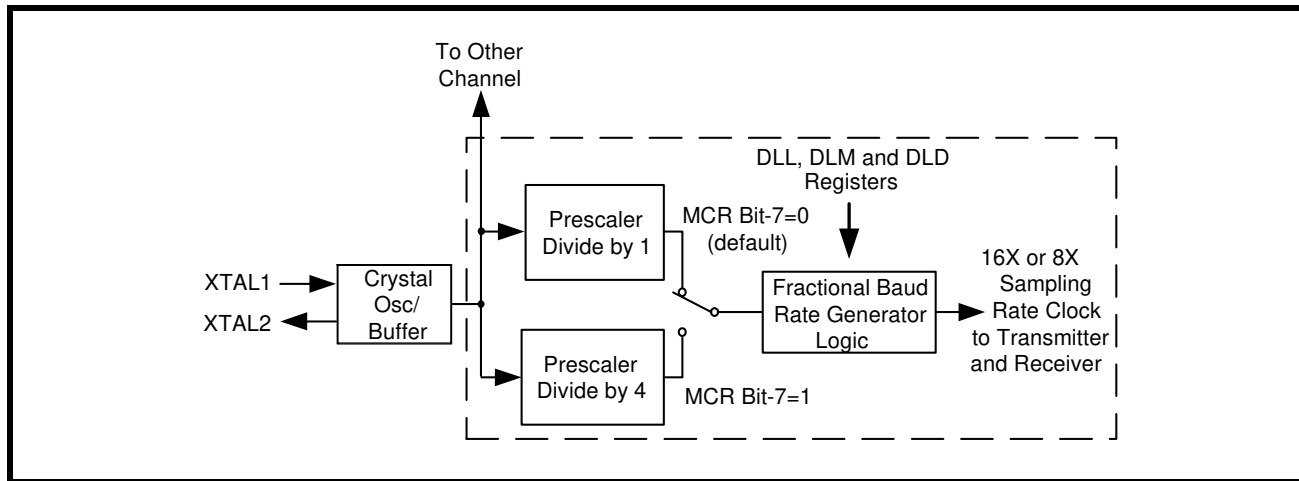 To Other
Channel
DLL, DLM and DLD
Registers
Prescaler
Divide by 1
MCR Bit-7=0
(default)
XTAL1
XTAL2
Crystal
Osc/
Buffer
Fractional Baud
Rate Generator
Logic
16X or 8X
Sampling
Rate Clock
to Transmitter
and Receiver
Prescaler
Divide by 4
MCR Bit-7=1